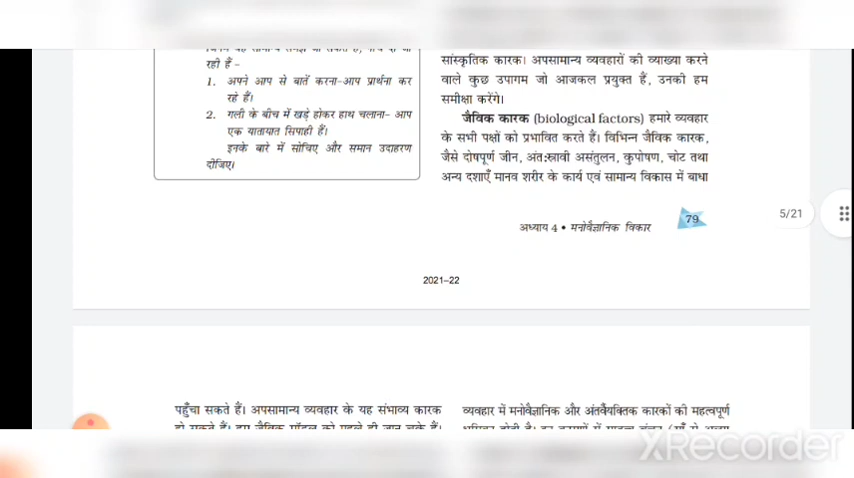 रही हैं –
1. अपने आप से बातें करना–आप प्रार्थना कर
रहे हैं।
2. गली के बीच में खड़े होकर हाथ चलाना– आप
एक यातायात सिपाही हैं।
इनके बारे में सोचिए और समान उदाहरण
दीजिए।
सांस्कृतिक कारक। अपसामान्य व्यवहारों की व्याख्या करने
वाले कुछ उपागम जो आजकल प्रयुक्त हैं, उनकी हम
समीक्षा करेंगे।
जैविक कारक (biological factors) हमारे व्यवहार
के सभी पक्षों को प्रभावित करते हैं। विभिन्न जैविक कारक,
जैसे दोषपूर्ण जीन, अंतःस्रावी असंतुलन, कुपोषण, चोट तथा
अन्य दशाएँ मानव शरीर के कार्य एवं सामान्य विकास में बाधा
अध्याय 4 • मनोवैज्ञानिक विकार
79
5/21
2021–22
पहुँचा सकते हैं। अपसामान्य व्यवहार के यह संभाव्य कारक
हो सकते हैं। हम जैविक मॉडल को पहले ही जान चुके हैं।
व्यवहार में मनोवैज्ञानिक और अंतर्वैयक्तिक कारकों की महत्वपूर्ण
XRecorder